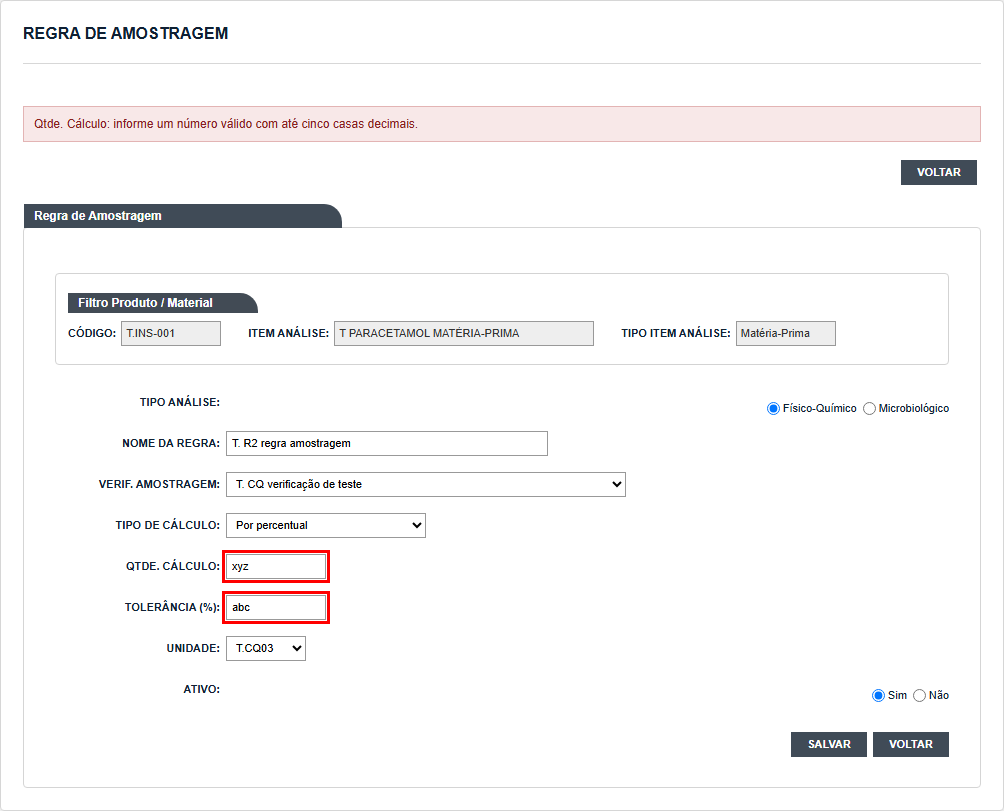 REGRA DE AMOSTRAGEM
Qtde. Cálculo: informe um número válido com até cinco casas decimais.
VOLTAR
Regra de Amostragem
Filtro Produto / Material
CÓDIGO: T.INS-001 ITEM ANÁLISE: T PARACETAMOL MATÉRIA-PRIMA TIPO ITEM ANÁLISE: Matéria-Prima
TIPO ANÁLISE: Físico-Químico Microbiológico
NOME DA REGRA: T. R2 regra amostragem
VERIF. AMOSTRAGEM: T. CQ verificação de teste
TIPO DE CÁLCULO: Por percentual
QTDE. CÁLCULO: xyz
TOLERÂNCIA (%): abc
UNIDADE: T.CQ03
ATIVO: Sim Não
SALVAR VOLTAR